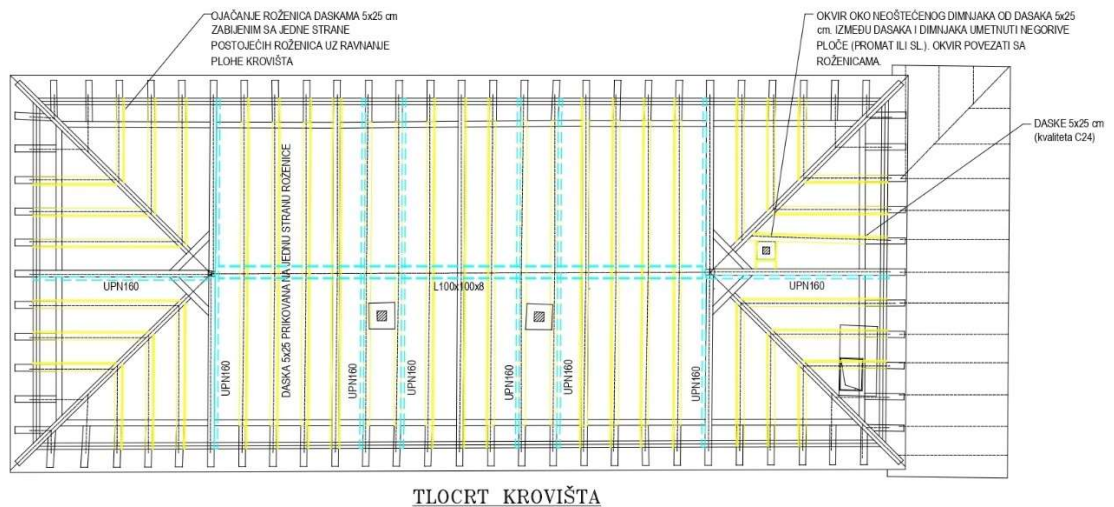 OJAČANJE ROŽENICA DASKAMA 5x25 cm
ZABIJENIM SA JEDNE STRANE
POSTOJEĆIH ROŽENICA UZ RAVNANJE
PLOHE KROVIŠTA
OKVIR OKO NEOŠTEĆENOG DIMNJAKA OD DASAKA 5x25
cm. IZMEĐU DASAKA I DIMNJAKA UMETNUTI NEGORIVE
PLOČE (PROMAT ILI SL.). OKVIR POVEZATI SA
ROŽENICAMA.
DASKE 5x25 cm
(kvaliteta C24)
DASKA 5x25 PRIKOVANA NA JEDNU STRANU ROŽENICE
UPN160
L100x100x8
UPN160
UPN160
UPN160
UPN160
UPN160
UPN160
UPN160
TLOCRT KROVIŠTA